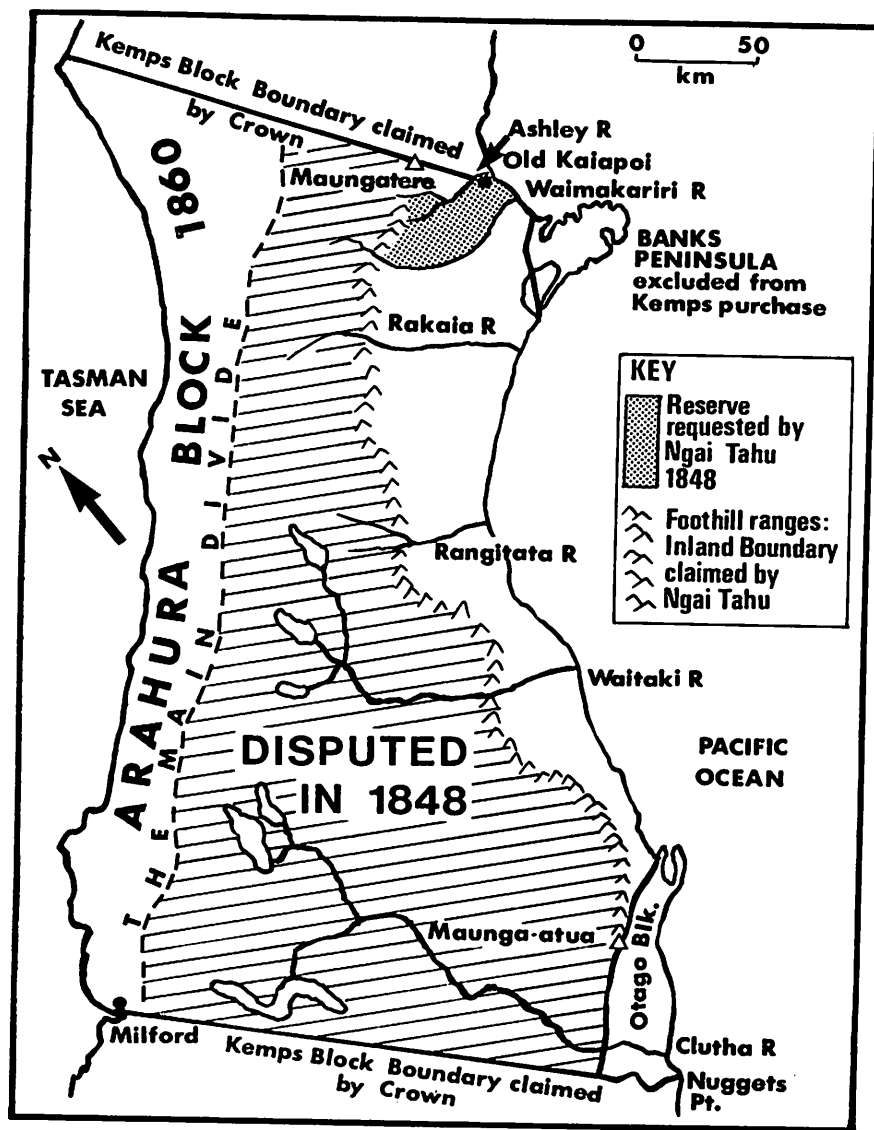 0 50
km
Kemps Block Boundary claimed
by Crown
Ashley R
Old Kaiapoi
Maungatere
Waimakariri R
BANKS
PENINSULA
excluded from
Kemps purchase
Rakaia R
TASMAN
SEA
N
ARAHURA BLOCK 1860
THE MAIN DIVIDE
KEY
Reserve
requested by
Ngai Tahu
1848
Foothill ranges:
Inland Boundary
claimed by
Ngai Tahu
Rangitata R
Waitaki R
DISPUTED
IN 1848
PACIFIC
OCEAN
Maunga-atua
Otago Blk.
Milford
Kemps Block Boundary claimed
by Crown
Clutha R
Nuggets
Pt.